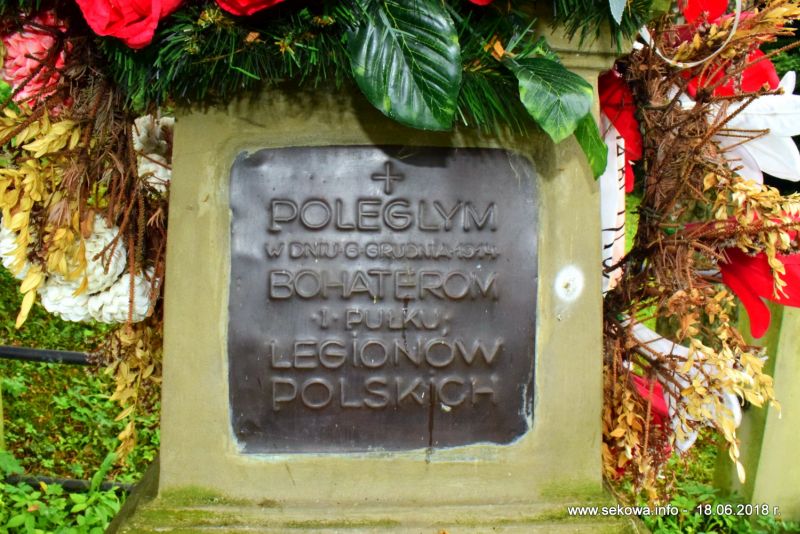 POLEGŁYM
W DNIU·6·GRUDNIA·1914
BOHATEROM
·I· PUŁKU
LEGIONÓW
POLSKICH
www.sekowa.info - 18.06.2018 r.